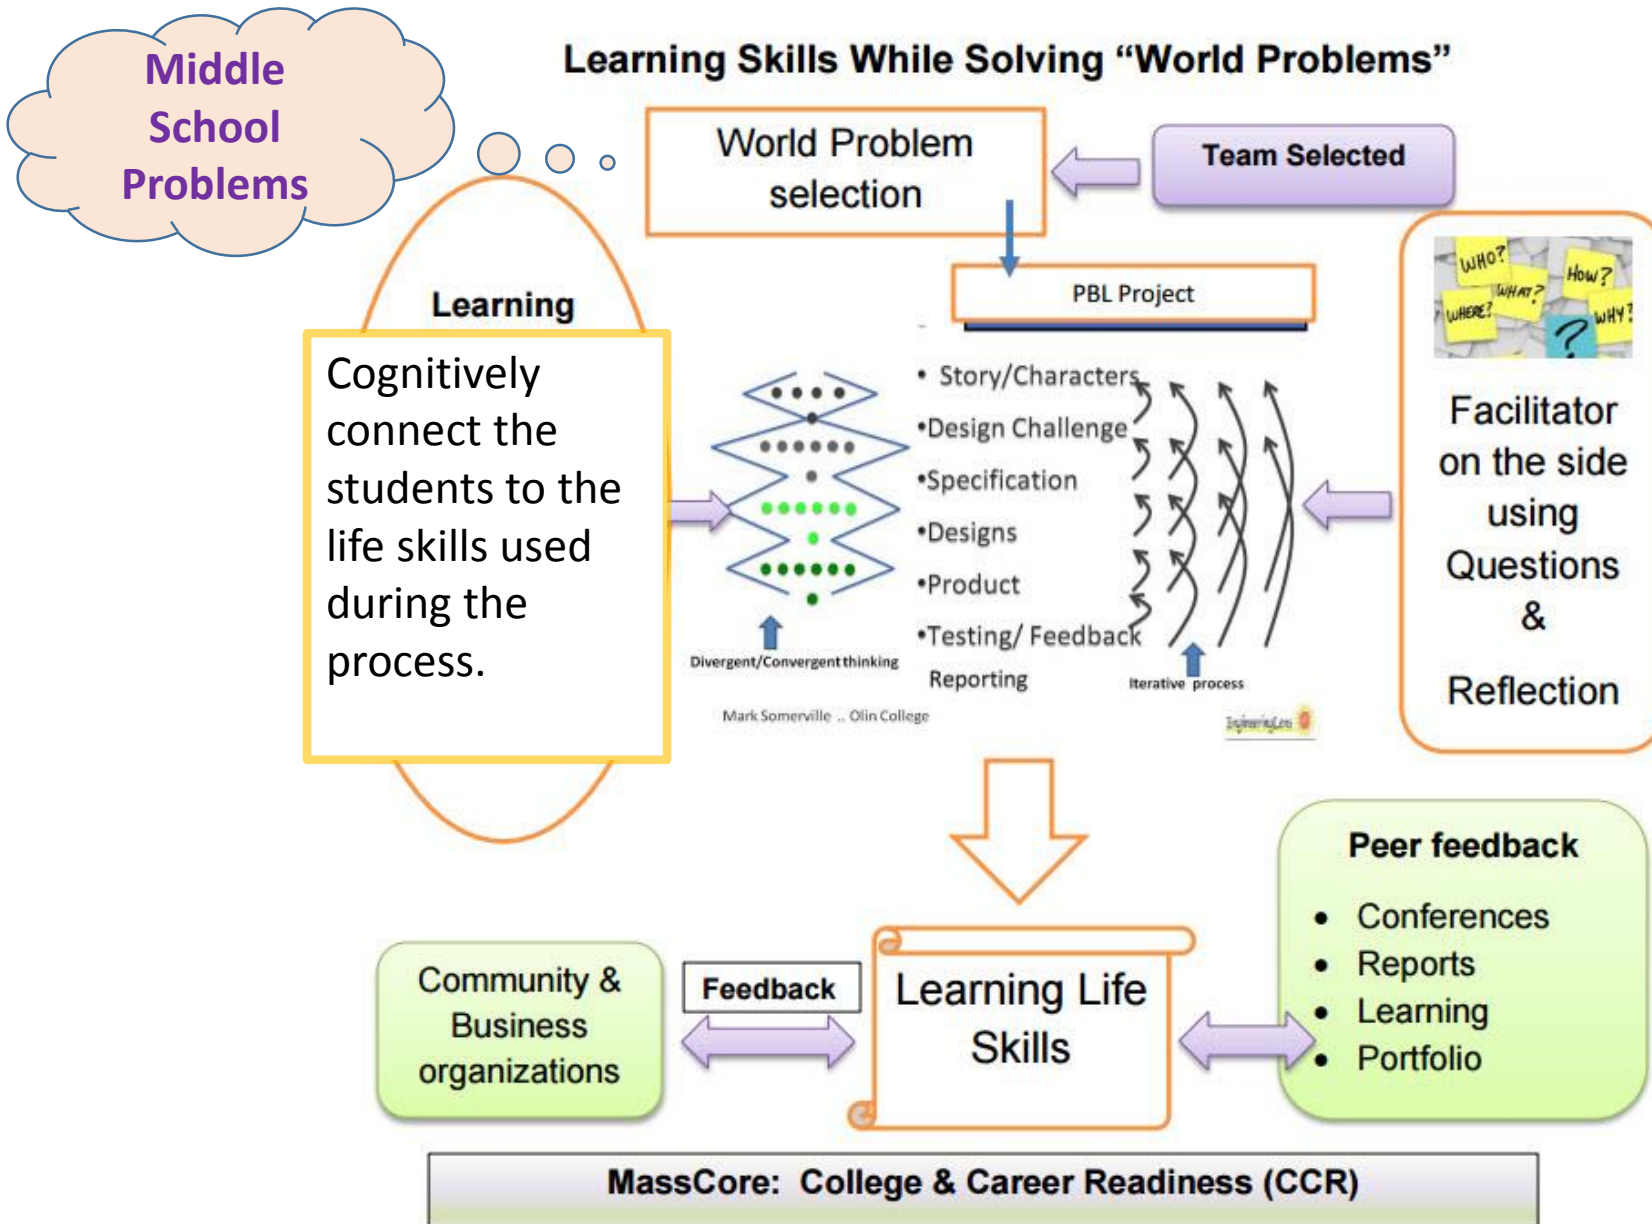 Middle
School
Problems
Learning Skills While Solving “World Problems”
World Problem
selection
Team Selected
PBL Project
Learning
Cognitively
connect the
students to the
life skills used
during the
process.
• Story/Characters
•Design Challenge
•Specification
•Designs
•Product
•Testing/ Feedback
Reporting
Divergent/Convergent thinking
Iterative process
Mark Somerville .. Olin College
WHO?
WHAT?
HOW?
WHERE?
?
WHY?
Facilitator
on the side
using
Questions
&
Reflection
Community &
Business
organizations
Feedback
Learning Life
Skills
Peer feedback
• Conferences
• Reports
• Learning
• Portfolio
MassCore: College & Career Readiness (CCR)